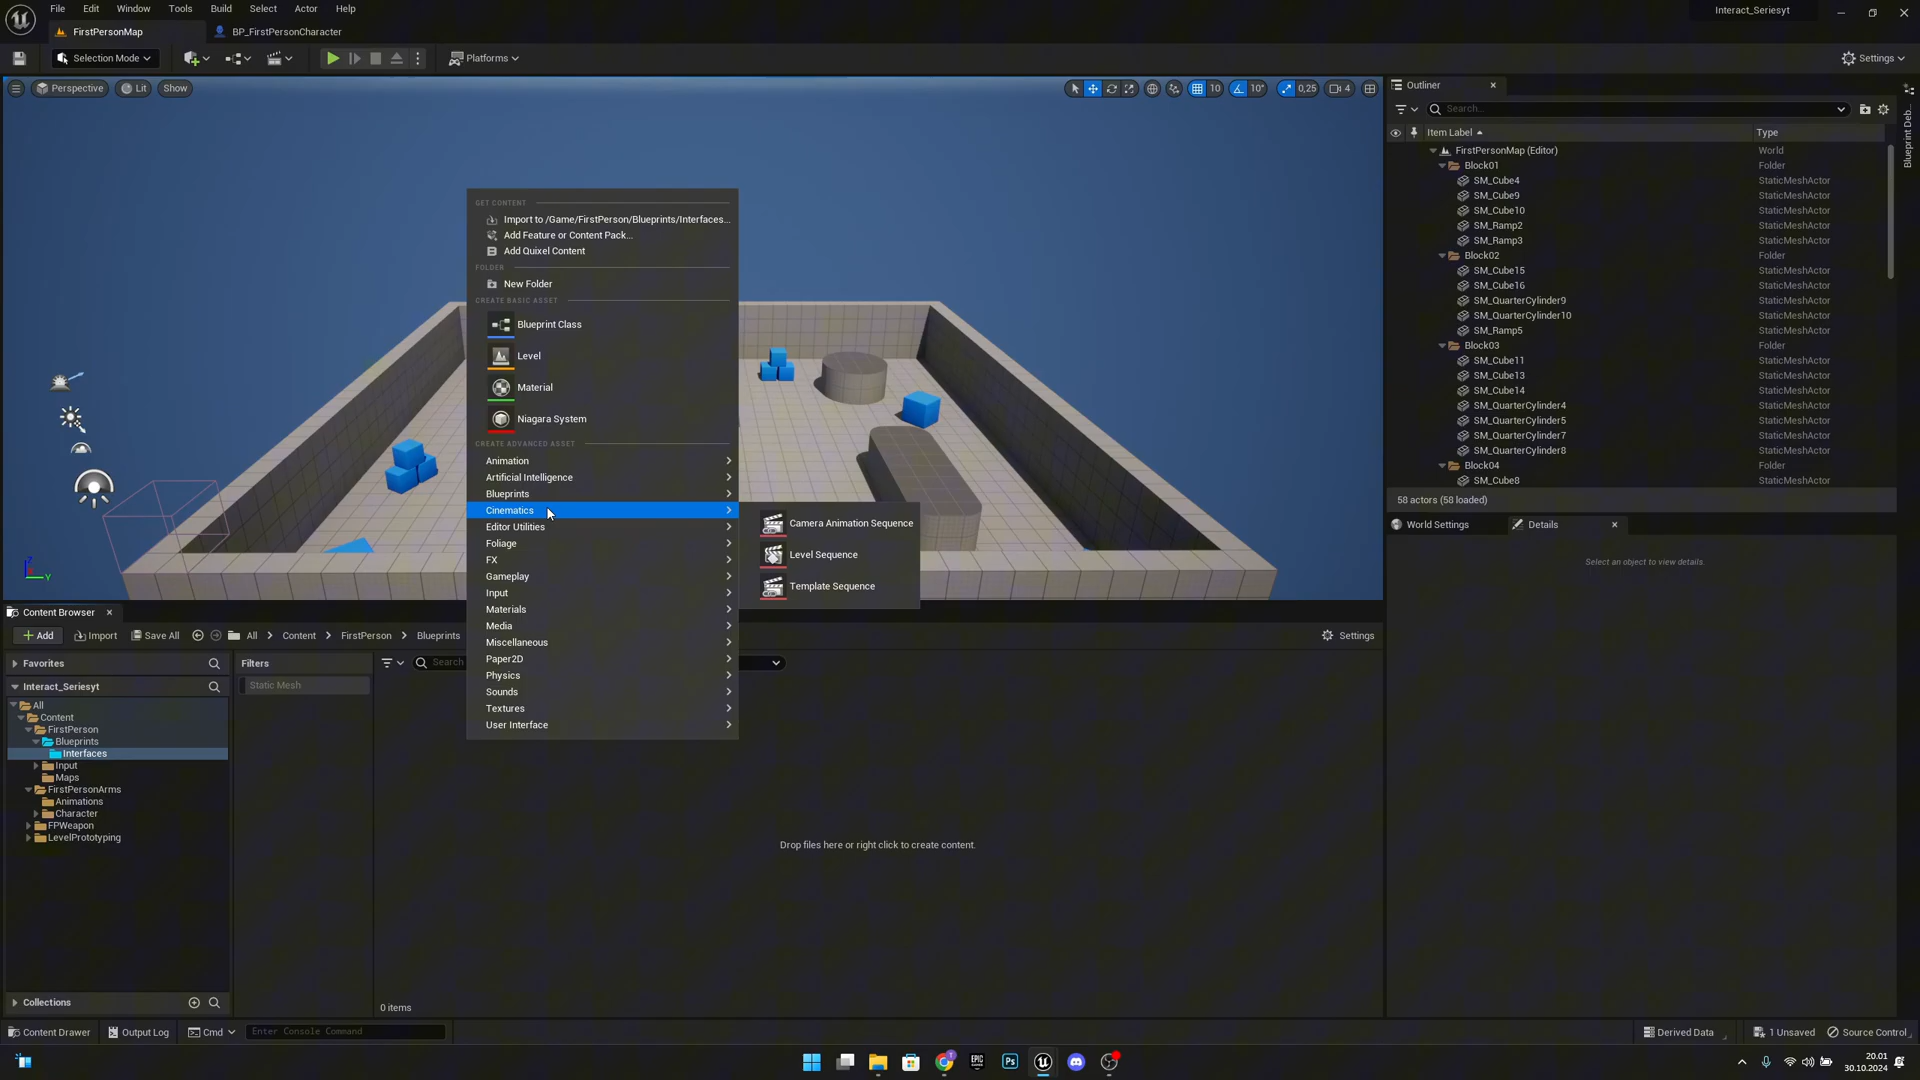 File Edit Window Tools Build Select Actor Help
Interact_Seriesyt
FirstPersonMap
BP_FirstPersonCharacter
Selection Mode
Platforms
Settings
Perspective
Lit
Show
10
10°
0,25
4
Outliner
Search...
Item Label
Type
FirstPersonMap (Editor) World
Block01 Folder
SM_Cube4 StaticMeshActor
SM_Cube9 StaticMeshActor
SM_Cube10 StaticMeshActor
SM_Ramp2 StaticMeshActor
SM_Ramp3 StaticMeshActor
Block02 Folder
SM_Cube15 StaticMeshActor
SM_Cube16 StaticMeshActor
SM_QuarterCylinder9 StaticMeshActor
SM_QuarterCylinder10 StaticMeshActor
SM_Ramp5 StaticMeshActor
Block03 Folder
SM_Cube11 StaticMeshActor
SM_Cube13 StaticMeshActor
SM_Cube14 StaticMeshActor
SM_QuarterCylinder4 StaticMeshActor
SM_QuarterCylinder5 StaticMeshActor
SM_QuarterCylinder7 StaticMeshActor
SM_QuarterCylinder8 StaticMeshActor
Block04 Folder
SM_Cube8 StaticMeshActor
58 actors (58 loaded)
Blueprint Deb...
World Settings
Details
Select an object to view details.
GET CONTENT
Import to /Game/FirstPerson/Blueprints/Interfaces...
Add Feature or Content Pack...
Add Quixel Content
FOLDER
New Folder
CREATE BASIC ASSET
Blueprint Class
Level
Material
Niagara System
CREATE ADVANCED ASSET
Animation
Artificial Intelligence
Blueprints
Cinematics
Editor Utilities
Foliage
FX
Gameplay
Input
Materials
Media
Miscellaneous
Paper2D
Physics
Sounds
Textures
User Interface
Camera Animation Sequence
Level Sequence
Template Sequence
Z
Y
Content Browser
Add
Import
Save All
All
Content
FirstPerson
Blueprints
Settings
Favorites
Filters
Search
Interact_Seriesyt
Static Mesh
All
Content
FirstPerson
Blueprints
Interfaces
Input
Maps
FirstPersonArms
Animations
Character
FPWeapon
LevelPrototyping
Drop files here or right click to create content.
Collections
0 items
Content Drawer
Output Log
Cmd
Enter Console Command
Derived Data
1 Unsaved
Source Control
EPIC
Ps
20.01
30.10.2024